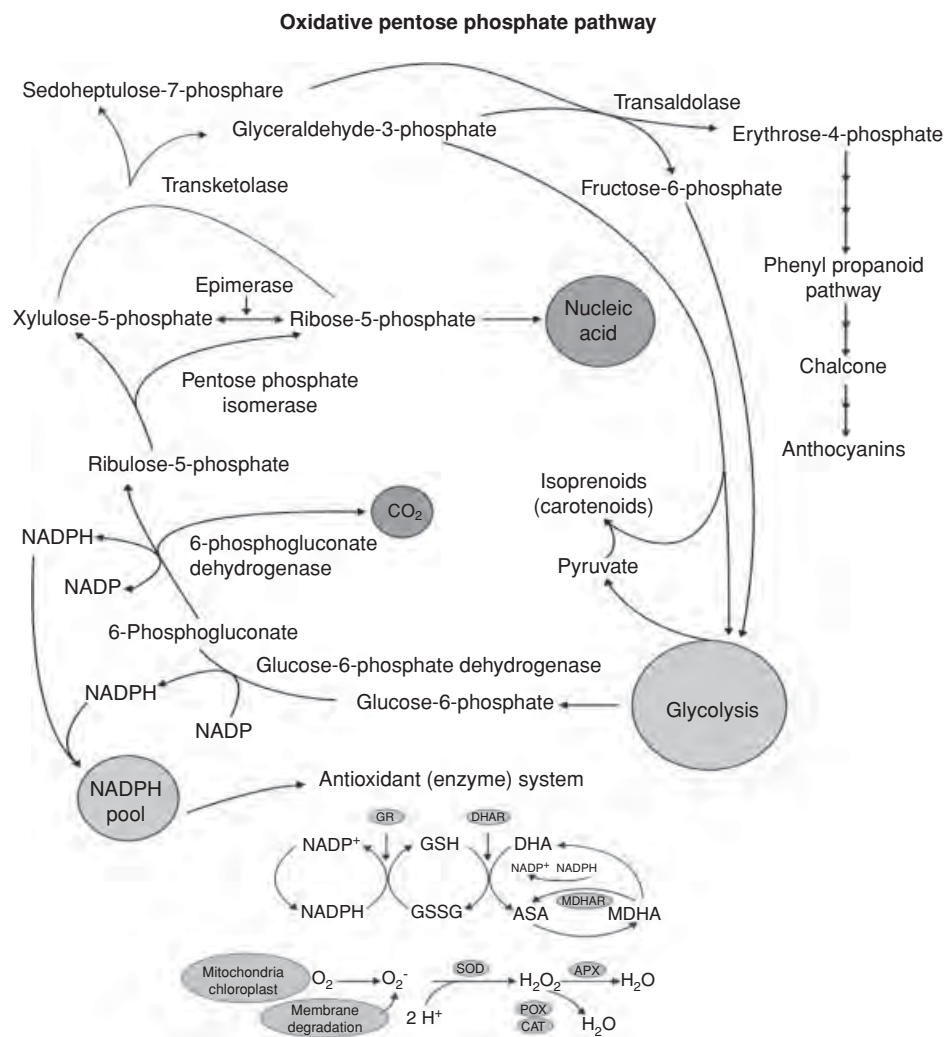 Oxidative pentose phosphate pathway
Sedoheptulose-7-phosphare
Transaldolase
Glyceraldehyde-3-phosphate
Erythrose-4-phosphate
Transketolase
Fructose-6-phosphate
Epimerase
Phenyl propanoid
pathway
Xylulose-5-phosphate
Ribose-5-phosphate
Nucleic
acid
Pentose phosphate
isomerase
Chalcone
Anthocyanins
Ribulose-5-phosphate
Isoprenoids
(carotenoids)
CO2
NADPH
6-phosphogluconate
dehydrogenase
Pyruvate
NADP
6-Phosphogluconate
Glucose-6-phosphate dehydrogenase
NADPH
Glucose-6-phosphate
Glycolysis
NADP
NADPH
pool
Antioxidant (enzyme) system
GR
DHAR
NADP+
GSH
DHA
NADP+ NADPH
MDHAR
NADPH
GSSG
ASA
MDHA
Mitochondria
chloroplast
O2
O2-
SOD
H2O2
APX
H2O
Membrane
degradation
2 H+
POX
CAT
H2O